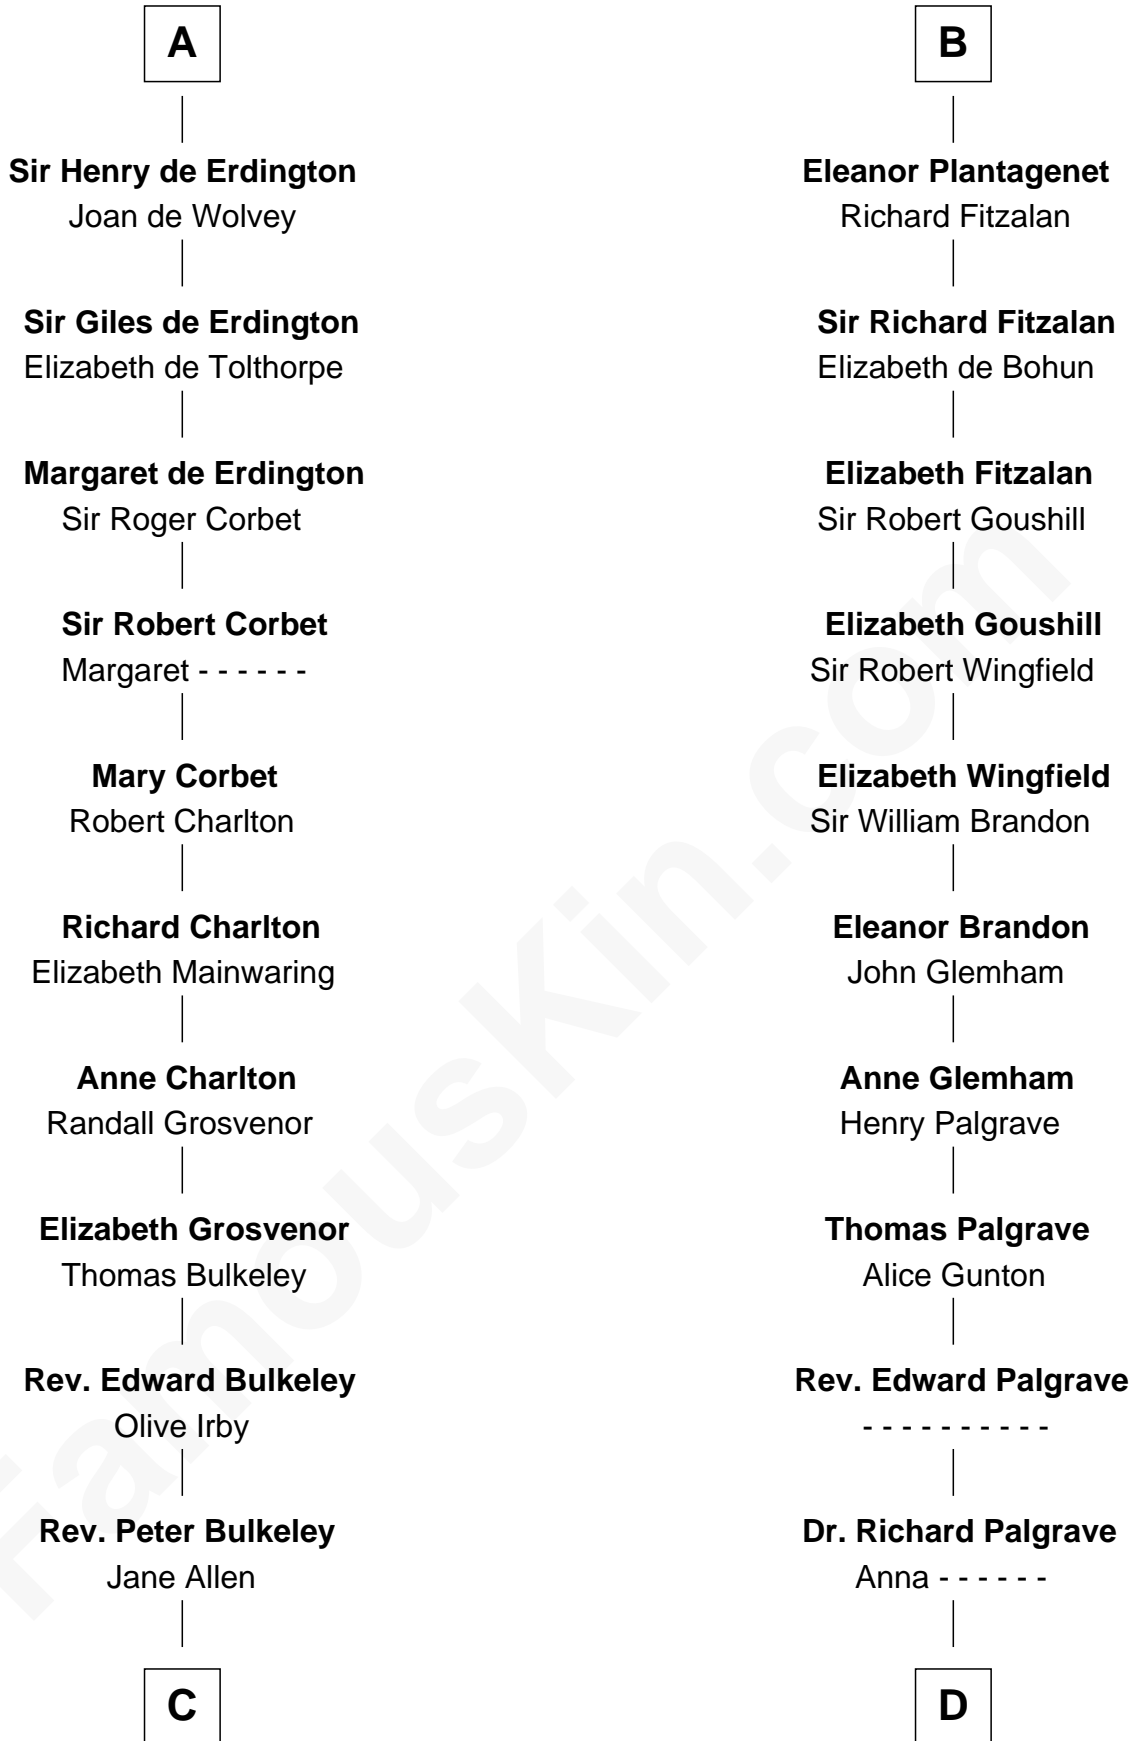 A
Sir Henry de Erdington
Joan de Wolvey
Sir Giles de Erdington
Elizabeth de Tolthorpe
Margaret de Erdington
Sir Roger Corbet
Sir Robert Corbet
Margaret - - - - - -
Mary Corbet
Robert Charlton
Richard Charlton
Elizabeth Mainwaring
Anne Charlton
Randall Grosvenor
Elizabeth Grosvenor
Thomas Bulkeley
Rev. Edward Bulkeley
Olive Irby
Rev. Peter Bulkeley
Jane Allen
C
B
Eleanor Plantagenet
Richard Fitzalan
Sir Richard Fitzalan
Elizabeth de Bohun
Elizabeth Fitzalan
Sir Robert Goushill
Elizabeth Goushill
Sir Robert Wingfield
Elizabeth Wingfield
Sir William Brandon
Eleanor Brandon
John Glemham
Anne Glemham
Henry Palgrave
Thomas Palgrave
Alice Gunton
Rev. Edward Palgrave
- - - - - - - - - -
Dr. Richard Palgrave
Anna - - - - - -
D
FamousKin.com